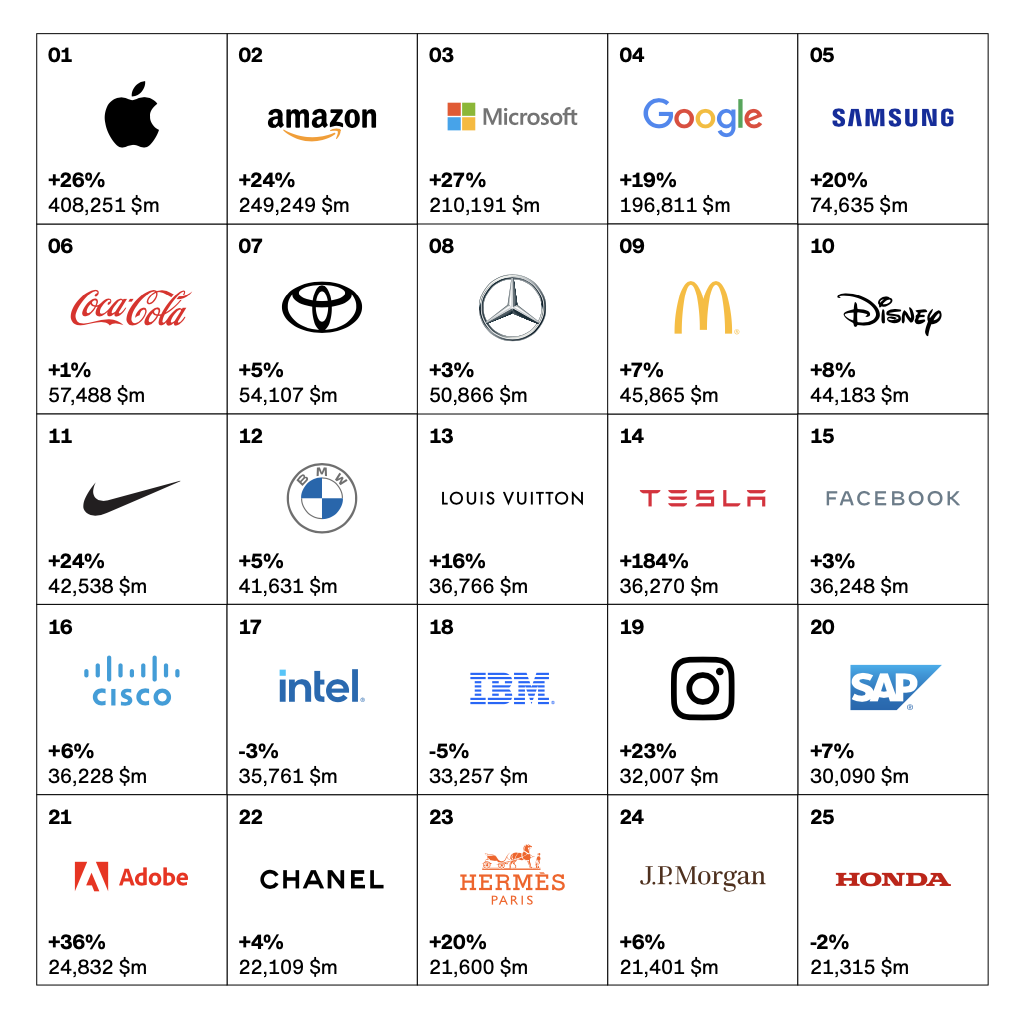 01
amazon
02
03
Microsoft
04
Google
05
SAMSUNG
+26%
408,251 $m
+24%
249,249 $m
+27%
210,191 $m
+19%
196,811 $m
+20%
74,635 $m
06
Coca-Cola
+1%
57,488 $m
07
+5%
54,107 $m
08
+3%
50,866 $m
09
+7%
45,865 $m
10
Disney
+8%
44,183 $m
11
+24%
42,538 $m
12
BMW
+5%
41,631 $m
13
LOUIS VUITTON
+16%
36,766 $m
14
TESLA
+184%
36,270 $m
15
FACEBOOK
+3%
36,248 $m
16
CISCO
+6%
36,228 $m
17
intel
-3%
35,761 $m
18
IBM
-5%
33,257 $m
19
+23%
32,007 $m
20
SAP
+7%
30,090 $m
21
Adobe
+36%
24,832 $m
22
CHANEL
+4%
22,109 $m
23
HERMÈS
PARIS
+20%
21,600 $m
24
J.P.Morgan
+6%
21,401 $m
25
HONDA
-2%
21,315 $m